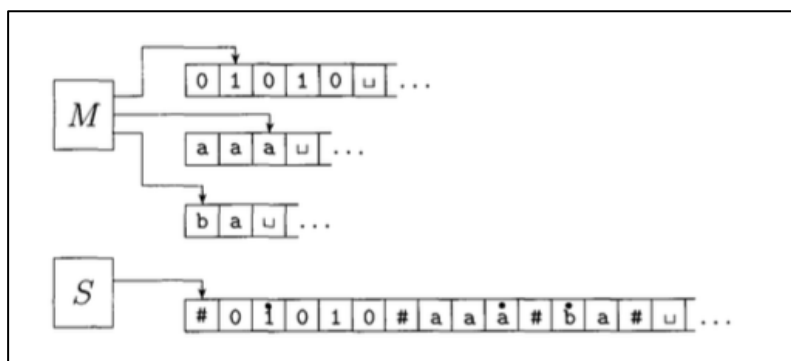 0 1 0 1 0 ⊔ ...
M
a a a ⊔ ...
b a ⊔ ...
S
# 0 1̇ 0 1 0 # a a ȧ # ḃ a # ⊔ ...